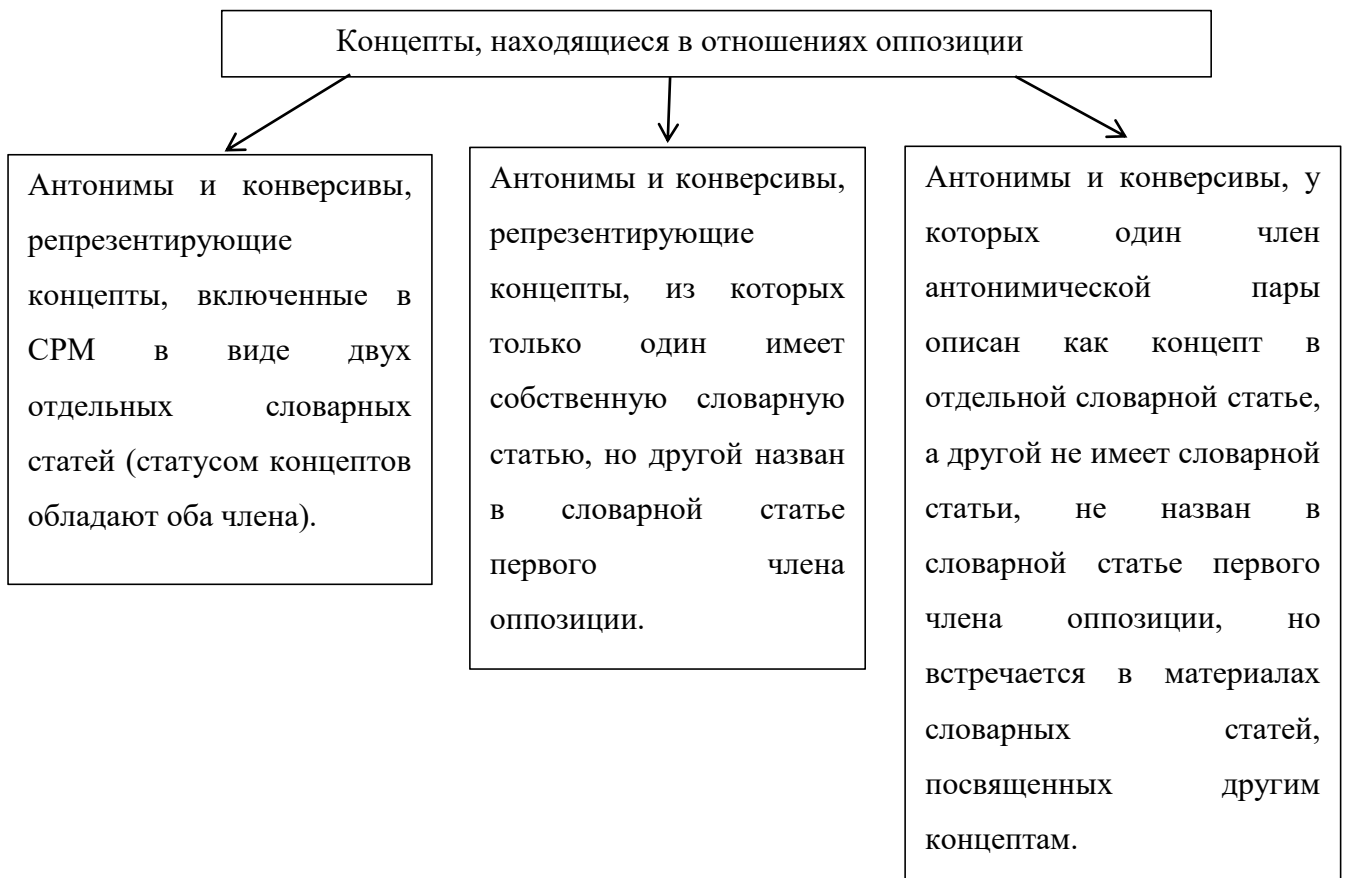 Концепты, находящиеся в отношениях оппозиции
Антонимы и конверсивы,
репрезентирующие
концепты, включенные в
СРМ в виде двух
отдельных словарных
статей (статусом концептов
обладают оба члена).
Антонимы и конверсивы,
репрезентирующие
концепты, из которых
только один имеет
собственную словарную
статью, но другой назван
в словарной статье
первого члена
оппозиции.
Антонимы и конверсивы, у
которых один член
антонимической пары
описан как концепт в
отдельной словарной статье,
а другой не имеет словарной
статьи, не назван в
словарной статье первого
члена оппозиции, но
встречается в материалах
словарных статей,
посвященных другим
концептам.